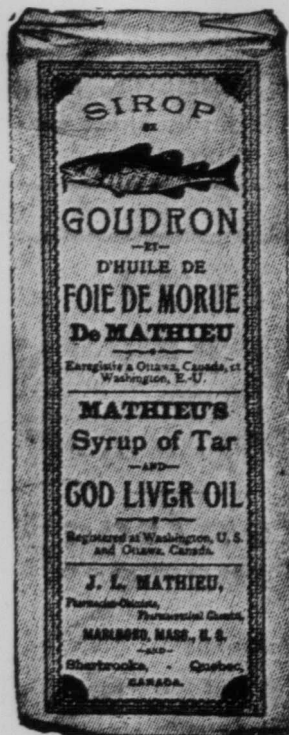 SIROP
DE
GOUDRON
—ET—
D'HUILE DE
FOIE DE MORUE
De MATHIEU
Enregistré à Ottawa, Canada, et
Washington, E.-U.
MATHIEU'S
Syrup of Tar
—AND—
COD LIVER OIL
Registered at Washington, U. S.
and Ottawa, Canada.
J. L. MATHIEU,
Pharmacien-Chimiste,
Pharmaceutical Chemist,
MARLBORO, MASS., U. S.
—AND—
Sherbrooke, - Quebec,
CANADA.